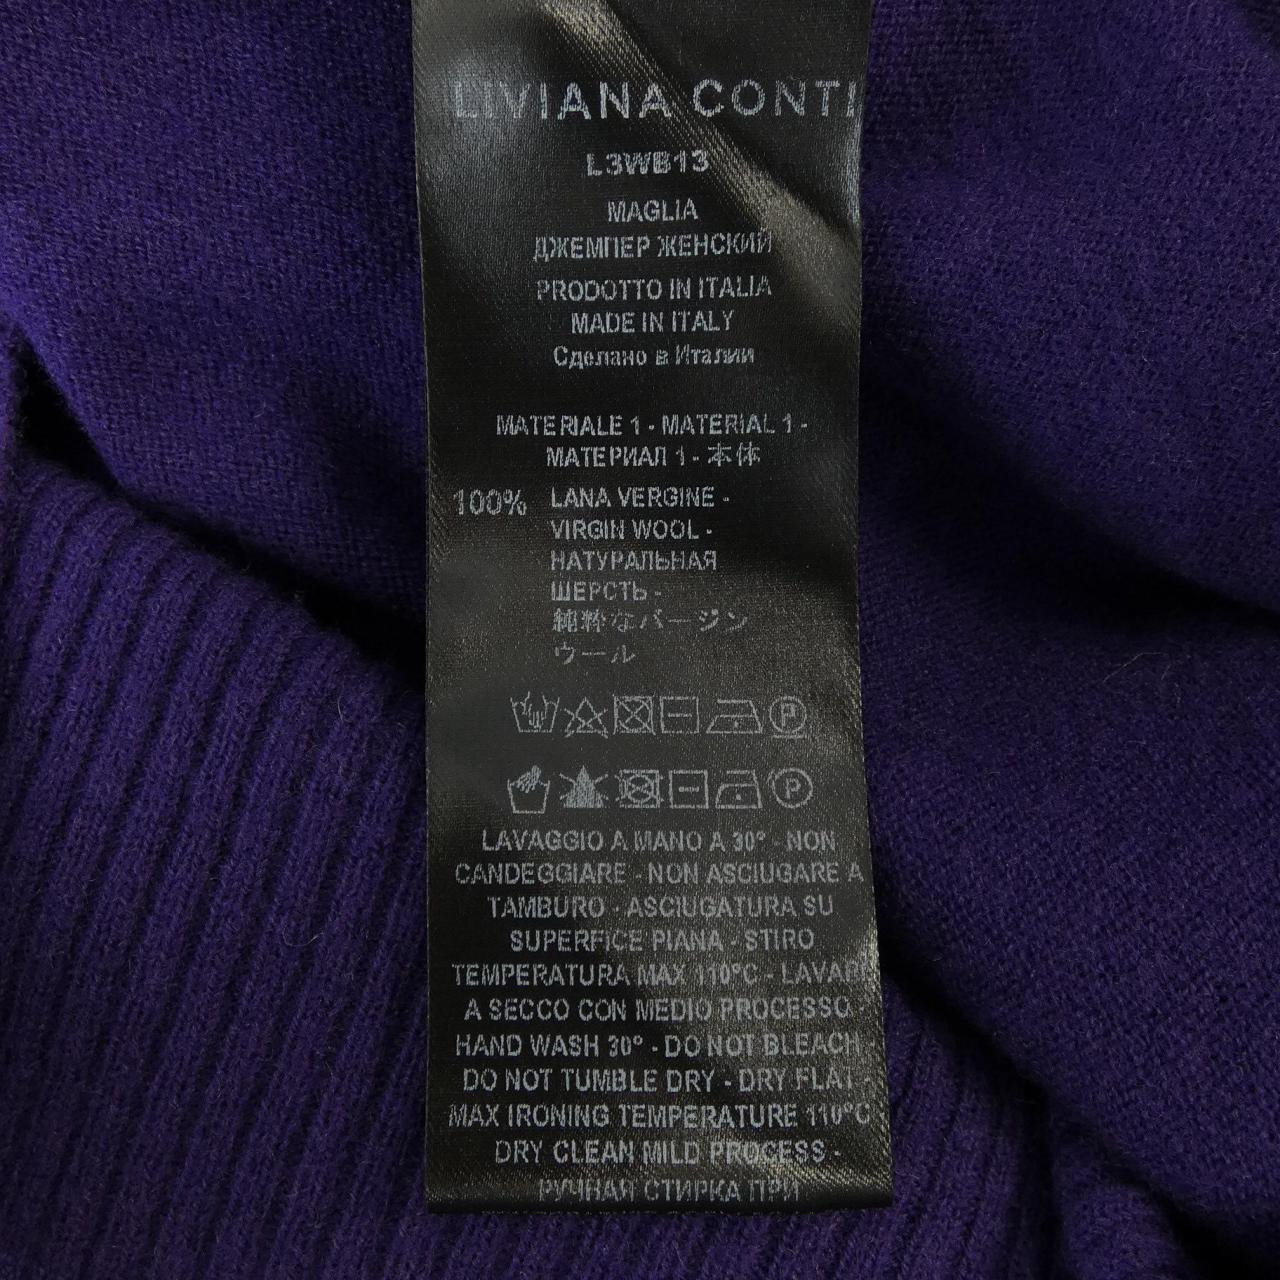 LIVIANA CONTI
L3WB13
MAGLIA
ДЖЕМПЕР ЖЕНСКИЙ
PRODOTTO IN ITALIA
MADE IN ITALY
Сделано в Италии
MATERIALE 1 - MATERIAL 1 -
МАТЕРИАЛ 1 - 本体
100% LANA VERGINE -
VIRGIN WOOL -
НАТУРАЛЬНАЯ
ШЕРСТЬ -
純粋なバージン
ウール
P
P
LAVAGGIO A MANO A 30° - NON
CANDEGGIARE - NON ASCIUGARE A
TAMBURO - ASCIUGATURA SU
SUPERFICE PIANA - STIRO
TEMPERATURA MAX 110°C - LAVARE
A SECCO CON MEDIO PROCESSO -
HAND WASH 30° - DO NOT BLEACH
DO NOT TUMBLE DRY - DRY FLAT -
MAX IRONING TEMPERATURE 110°C
DRY CLEAN MILD PROCESS -
РУЧНАЯ СТИРКА ПРИ